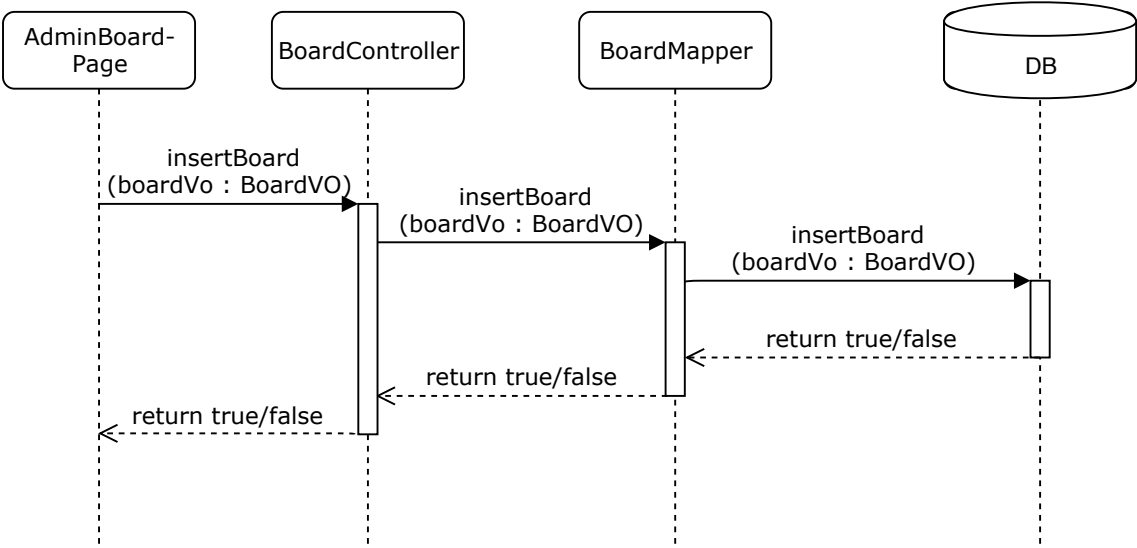 AdminBoard-
Page
BoardController
BoardMapper
DB
insertBoard
(boardVo : BoardVO)
insertBoard
(boardVo : BoardVO)
insertBoard
(boardVo : BoardVO)
return true/false
return true/false
return true/false